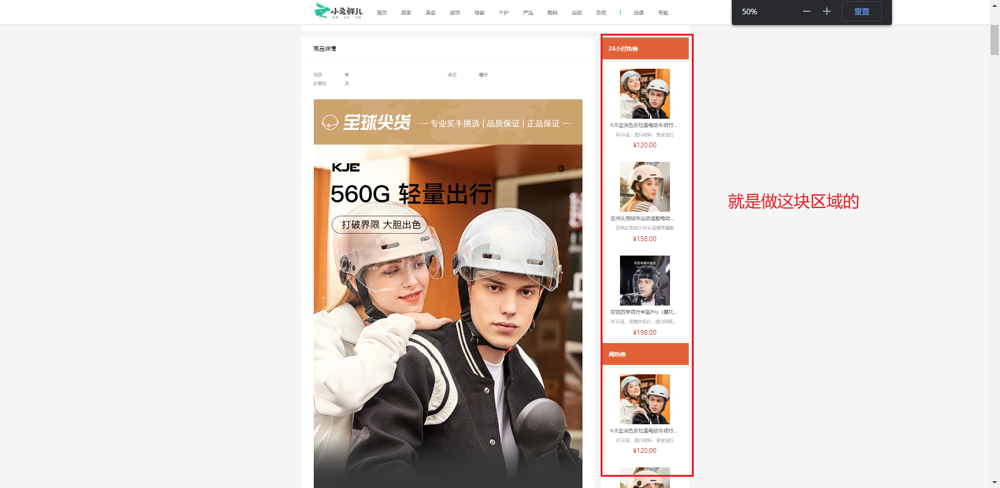 小兔鲜儿
首页 居家 美食 服饰 母婴 个护 严选 数码 运动 杂项 | 品牌 专题
50%
重置
商品详情
材质 布 类型 帽子
折叠性 否
全球尖货
专业买手挑选 | 品质保证 | 正品保证
KJE
560G 轻量出行
打破界限 大胆出色
24小时热榜
KJE金属色系轻量电动车骑行...
3C认证、进口材料、安全出行
¥120.00
亚洲头围城市运动通勤电动...
亚洲头型设计3C认证城市通勤
¥158.00
双镜四季骑行半盔Pro（摩托...
3C认证、双镜片设计、进口材质...
¥198.00
周热榜
KJE金属色系轻量电动车骑行...
3C认证、进口材料、安全出行
¥120.00
就是做这块区域的